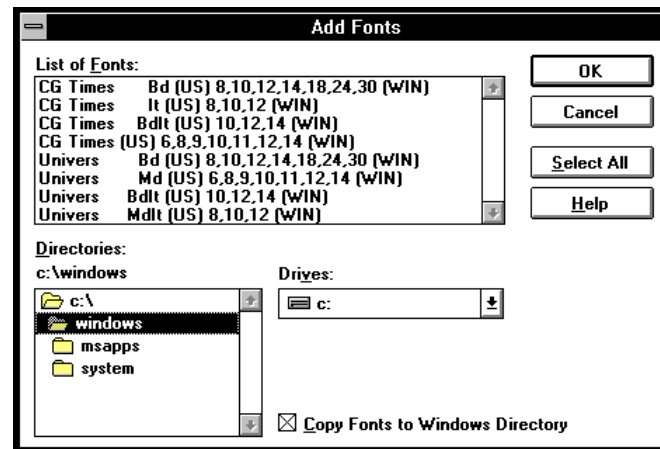 Add Fonts
List of Fonts:
CG Times Bd (US) 8,10,12,14,18,24,30 (WIN)
CG Times It (US) 8,10,12 (WIN)
CG Times BdIt (US) 10,12,14 (WIN)
CG Times (US) 6,8,9,10,11,12,14 (WIN)
Univers Bd (US) 8,10,12,14,18,24,30 (WIN)
Univers Md (US) 6,8,9,10,11,12,14 (WIN)
Univers BdIt (US) 10,12,14 (WIN)
Univers MdIt (US) 8,10,12 (WIN)
OK
Cancel
Select All
Help
Directories:
c:\windows
c:\
windows
msapps
system
Drives:
c:
Copy Fonts to Windows Directory